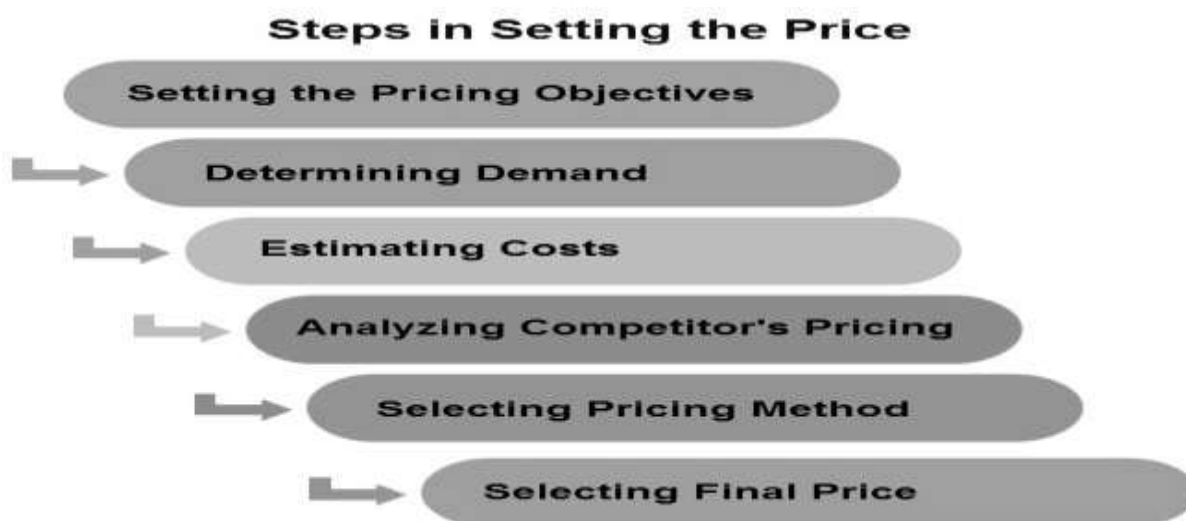 Steps in Setting the Price
Setting the Pricing Objectives
Determining Demand
Estimating Costs
Analyzing Competitor's Pricing
Selecting Pricing Method
Selecting Final Price